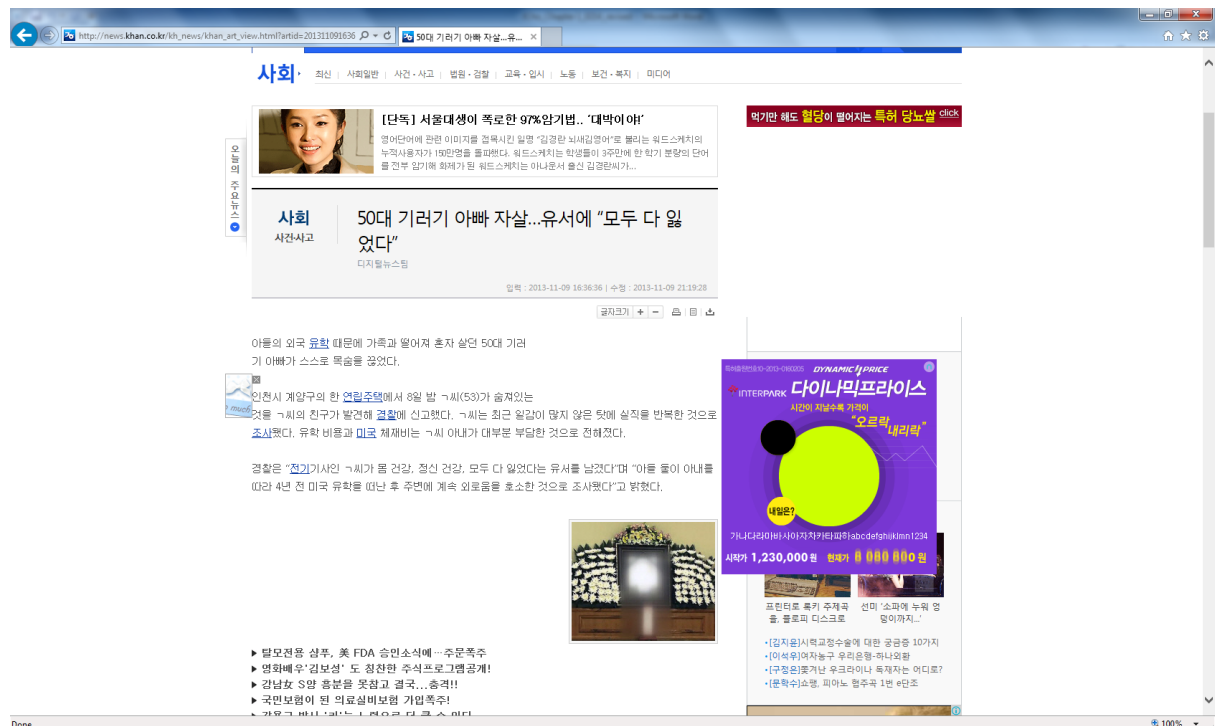 http://news.khan.co.kr/kh_news/khan_art_view.html?artid=201311091636
50대 기러기 아빠 자살...유...
사회
최신 | 사회일반 | 사건·사고 | 법원·검찰 | 교육·입시 | 노동 | 보건·복지 | 미디어
오늘의 주요뉴스
[단독] 서울대생이 폭로한 97%암기법.. '대박이야!'
영어단어에 관련 이미지를 접목시킨 일명 "김경란 뇌새김영어"로 불리는 워드스케치의
누적사용자가 150만명을 돌파했다. 워드스케치는 학생들이 3주만에 한 학기 분량의 단어
를 전부 암기해 화제가 된 워드스케치는 아나운서 출신 김경란씨가...
먹기만 해도 혈당이 떨어지는 특허 당뇨쌀 click
사회
사건·사고
50대 기러기 아빠 자살...유서에 "모두 다 잃
었다"
디지털뉴스팀
입력 : 2013-11-09 16:36:36 | 수정 : 2013-11-09 21:19:28
글자크기 + -
아들의 외국 유학 때문에 가족과 떨어져 혼자 살던 50대 기러
기 아빠가 스스로 목숨을 끊었다.
인천시 계양구의 한 연립주택에서 8일 밤 ㄱ씨(53)가 숨져있는
것을 ㄱ씨의 친구가 발견해 경찰에 신고했다. ㄱ씨는 최근 일감이 많지 않은 탓에 실직을 반복한 것으로
조사됐다. 유학 비용과 미국 체재비는 ㄱ씨 아내가 대부분 부담한 것으로 전해졌다.
경찰은 "전기기사인 ㄱ씨가 몸 건강, 정신 건강, 모두 다 잃었다는 유서를 남겼다"며 "아들 둘이 아내를
따라 4년 전 미국 유학을 떠난 후 주변에 계속 외로움을 호소한 것으로 조사됐다"고 밝혔다.
much
특허출원번호10-2013-0160205
DYNAMIC PRICE
INTERPARK 다이나믹프라이스
시간이 지날수록 가격이
"오르락
내리락"
내일은?
가나다라마바사아자차카타파하abcdefghijklmn1234
시작가 1,230,000원 현재가
프린터로 록키 주제곡
을, 플로피 디스크로
선미 '소파에 누워 엉
덩이까지...'
·[김지윤]시력교정수술에 대한 궁금증 10가지
·[이석우]여자농구 우리은행-하나외환
·[구정은]쫓겨난 우크라이나 독재자는 어디로?
·[문학수]쇼팽, 피아노 협주곡 1번 e단조
▶ 탈모전용 샴푸, 美 FDA 승인소식에…주문폭주
▶ 영화배우'김보성' 도 칭찬한 주식프로그램공개!
▶ 강남女 S양 흥분을 못참고 결국...충격!!
▶ 국민보험이 된 의료실비보험 가입폭주!
Done
100%